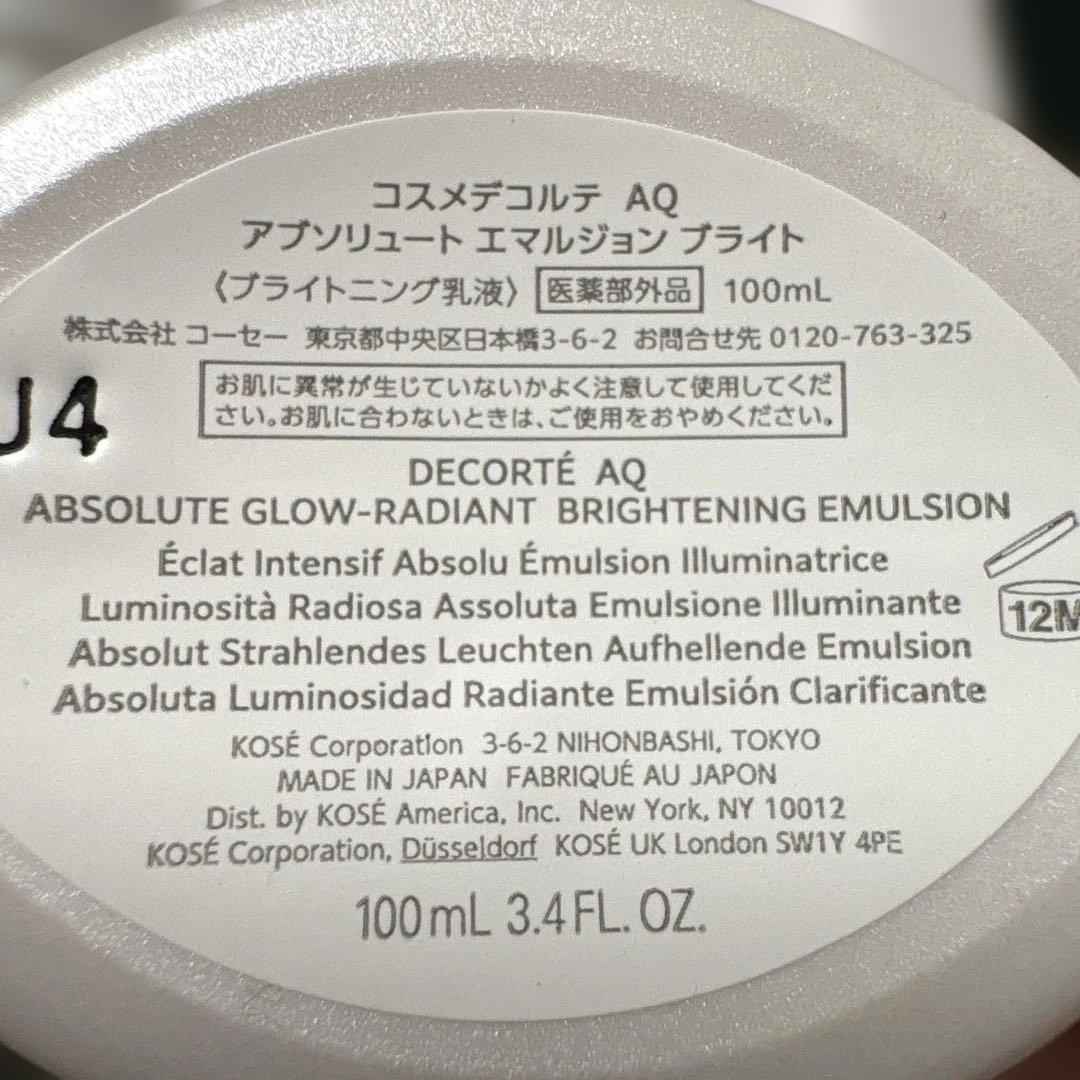 コスメデコルテ AQ
アブソリュート エマルジョン ブライト
〈ブライトニング乳液〉 医薬部外品 100mL
株式会社 コーセー 東京都中央区日本橋3-6-2 お問合せ先 0120-763-325
お肌に異常が生じていないかよく注意して使用してくだ
さい。お肌に合わないときは、ご使用をおやめください。
J4
DECORTÉ AQ
ABSOLUTE GLOW-RADIANT BRIGHTENING EMULSION
Éclat Intensif Absolu Émulsion Illuminatrice
Luminosità Radiosa Assoluta Emulsione Illuminante
Absolut Strahlendes Leuchten Aufhellende Emulsion
Absoluta Luminosidad Radiante Emulsión Clarificante
12M
KOSÉ Corporation 3-6-2 NIHONBASHI, TOKYO
MADE IN JAPAN FABRIQUÉ AU JAPON
Dist. by KOSÉ America, Inc. New York, NY 10012
KOSÉ Corporation, Düsseldorf KOSÉ UK London SW1Y 4PE
100mL 3.4FL. OZ.